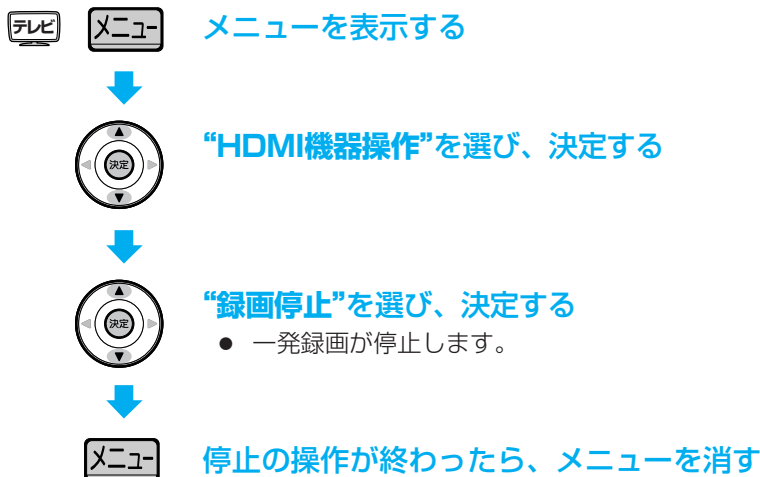 テレビ メニュー メニューを表示する
決定 “HDMI機器操作”を選び、決定する
決定 “録画停止”を選び、決定する
● 一発録画が停止します。
メニュー 停止の操作が終わったら、メニューを消す